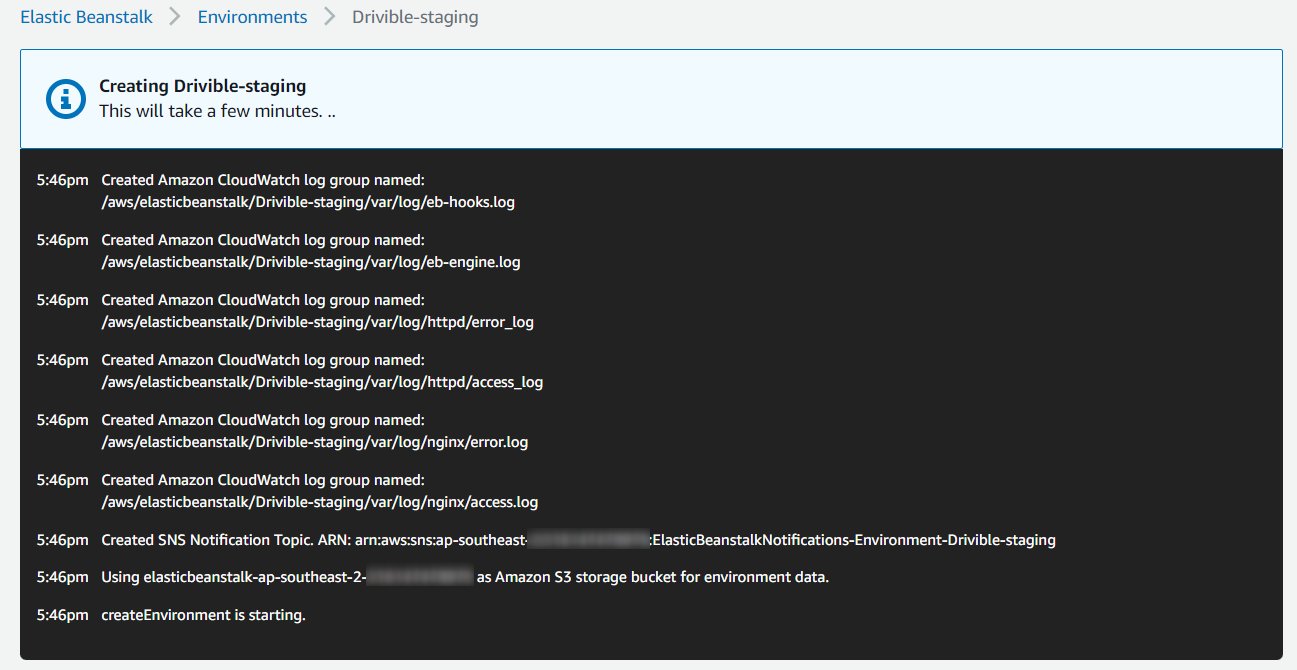 Elastic Beanstalk > Environments > Drivible-staging
Creating Drivible-staging
This will take a few minutes. ..
5:46pm Created Amazon CloudWatch log group named:
/aws/elasticbeanstalk/Drivible-staging/var/log/eb-hooks.log
5:46pm Created Amazon CloudWatch log group named:
/aws/elasticbeanstalk/Drivible-staging/var/log/eb-engine.log
5:46pm Created Amazon CloudWatch log group named:
/aws/elasticbeanstalk/Drivible-staging/var/log/httpd/error_log
5:46pm Created Amazon CloudWatch log group named:
/aws/elasticbeanstalk/Drivible-staging/var/log/httpd/access_log
5:46pm Created Amazon CloudWatch log group named:
/aws/elasticbeanstalk/Drivible-staging/var/log/nginx/error.log
5:46pm Created Amazon CloudWatch log group named:
/aws/elasticbeanstalk/Drivible-staging/var/log/nginx/access.log
5:46pm Created SNS Notification Topic. ARN: arn:aws:sns:ap-southeast- :ElasticBeanstalkNotifications-Environment-Drivible-staging
5:46pm Using elasticbeanstalk-ap-southeast-2- as Amazon S3 storage bucket for environment data.
5:46pm createEnvironment is starting.